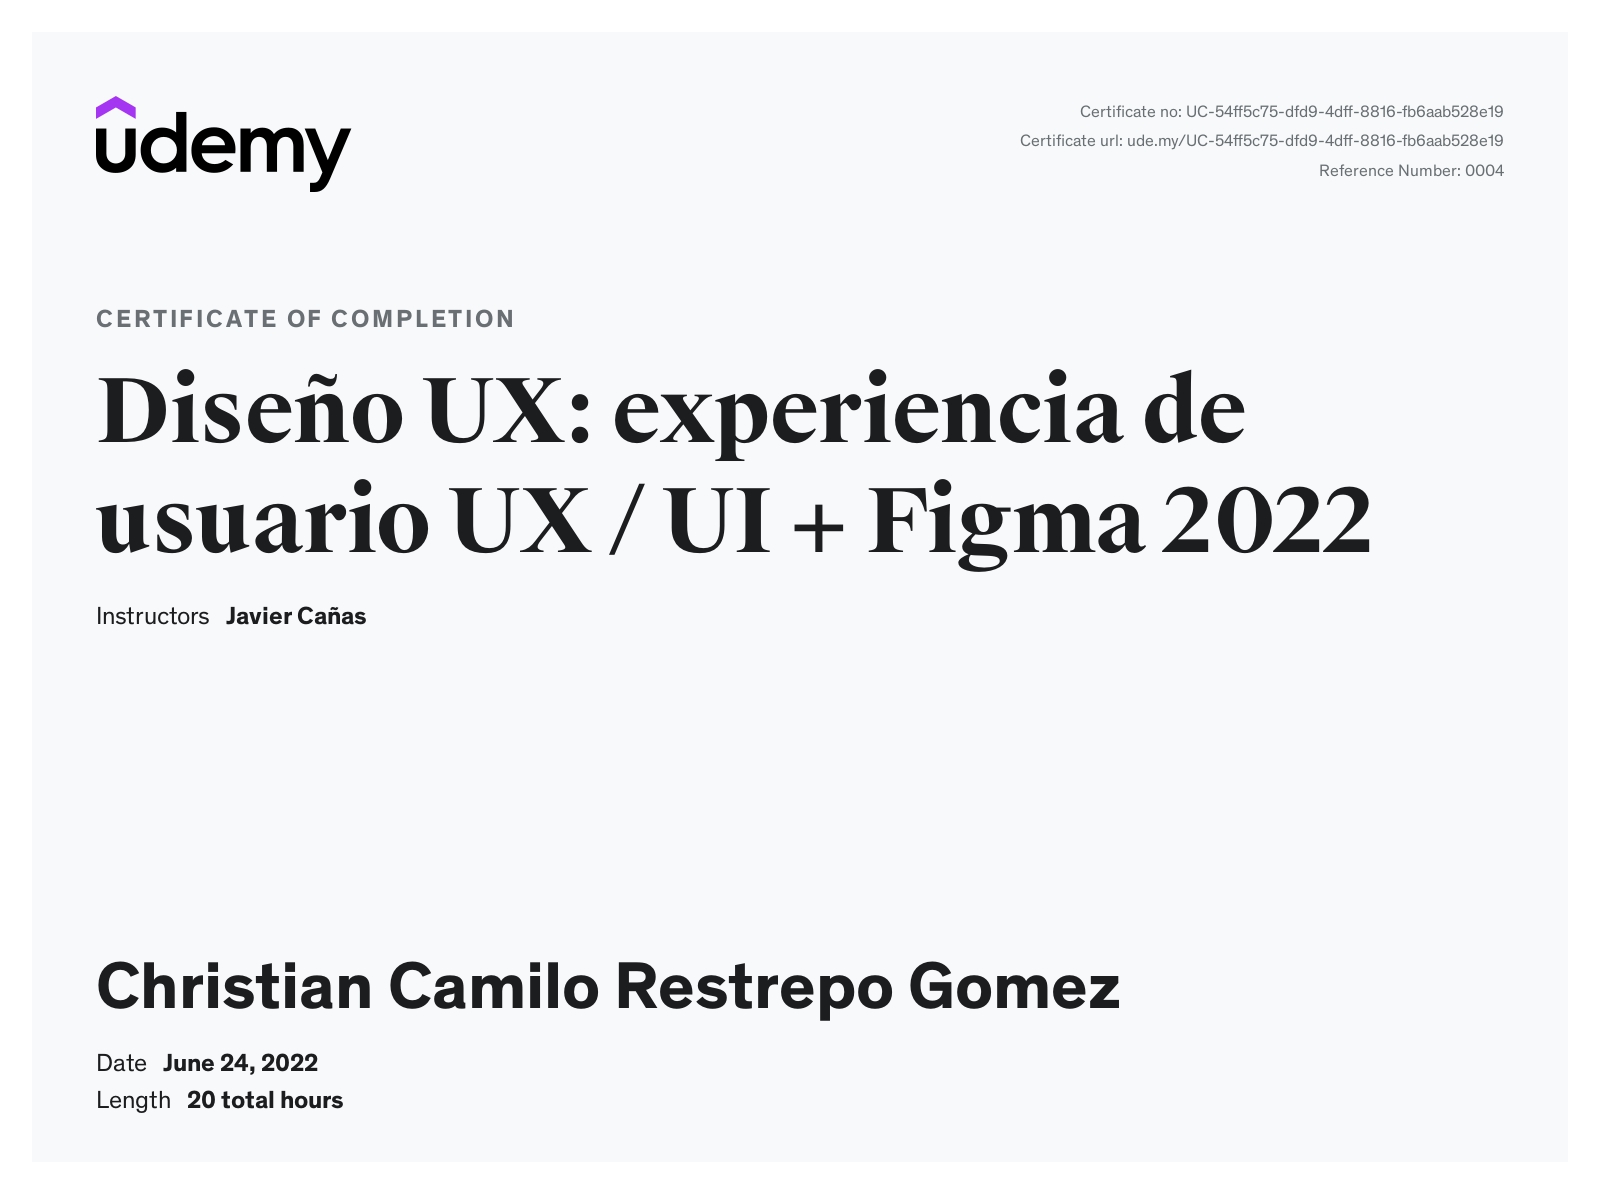 udemy
Certificate no: UC-54ff5c75-dfd9-4dff-8816-fb6aab528e19
Certificate url: ude.my/UC-54ff5c75-dfd9-4dff-8816-fb6aab528e19
Reference Number: 0004
CERTIFICATE OF COMPLETION
Diseño UX: experiencia de
usuario UX / UI + Figma 2022
Instructors Javier Cañas
Christian Camilo Restrepo Gomez
Date June 24, 2022
Length 20 total hours